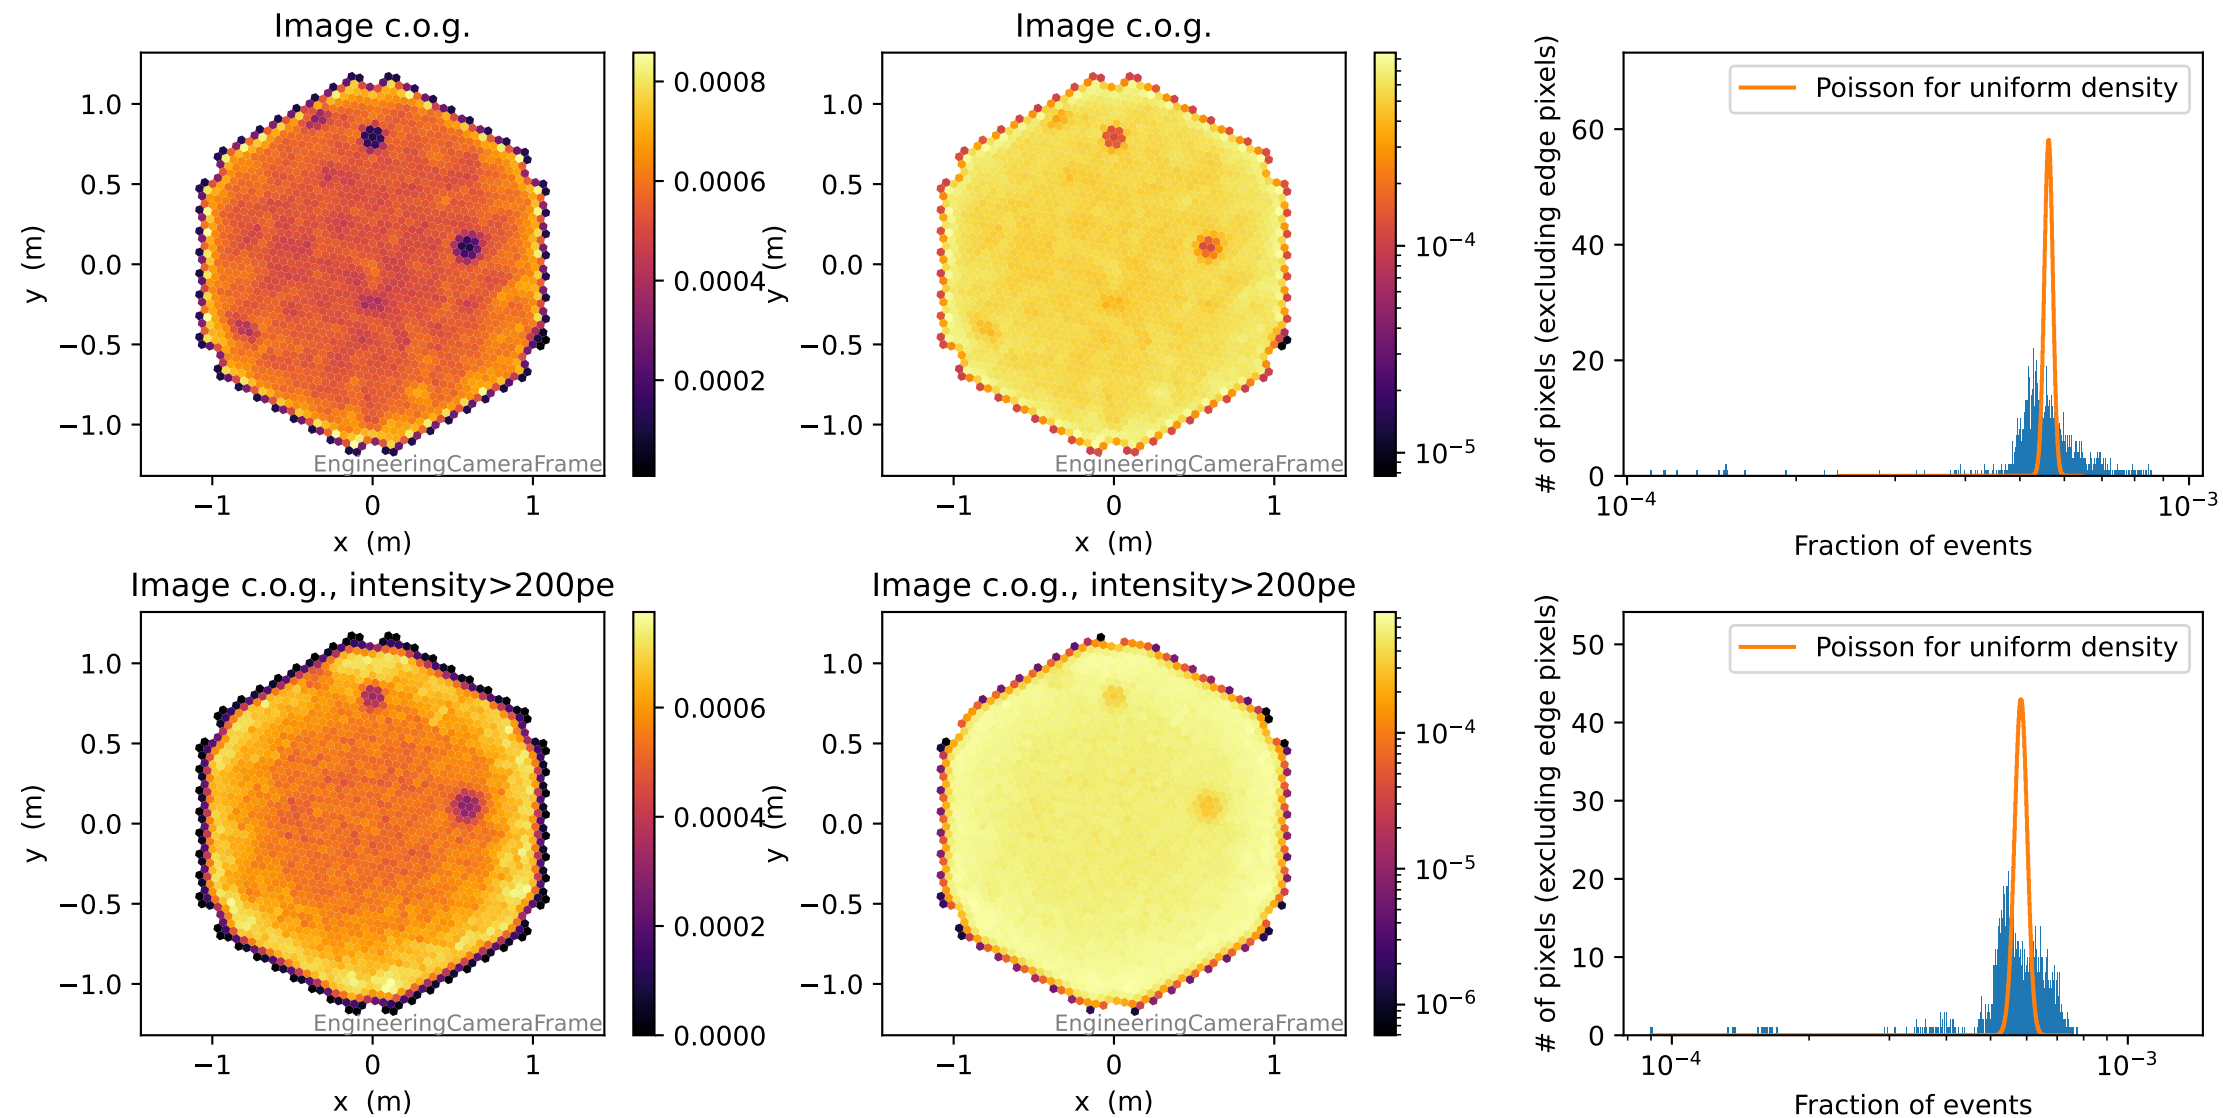 Image c.o.g.
y (m)
1.0
0.5
0.0
−0.5
−1.0
EngineeringCameraFrame
−1 0 1
x (m)
0.0008
0.0006
0.0004
0.0002
Image c.o.g.
y (m)
1.0
0.5
0.0
−0.5
−1.0
EngineeringCameraFrame
−1 0 1
x (m)
10−4
10−5
# of pixels (excluding edge pixels)
Poisson for uniform density
60
40
20
0
10−4 10−3
Fraction of events
Image c.o.g., intensity>200pe
y (m)
1.0
0.5
0.0
−0.5
−1.0
EngineeringCameraFrame
−1 0 1
x (m)
0.0006
0.0004
0.0002
0.0000
Image c.o.g., intensity>200pe
y (m)
1.0
0.5
0.0
−0.5
−1.0
EngineeringCameraFrame
−1 0 1
x (m)
10−4
10−5
10−6
# of pixels (excluding edge pixels)
Poisson for uniform density
50
40
30
20
10
0
10−4 10−3
Fraction of events